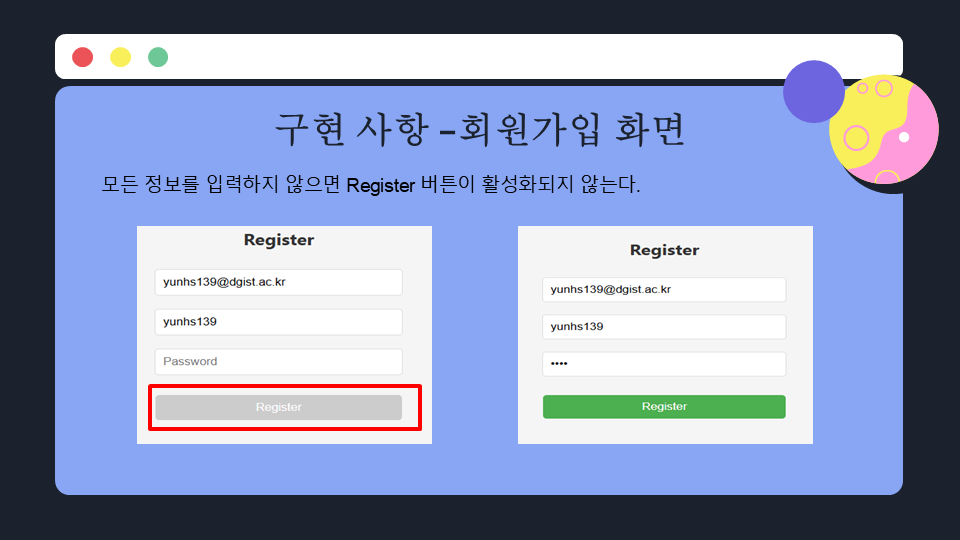 구현 사항 –회원가입 화면
모든 정보를 입력하지 않으면 Register 버튼이 활성화되지 않는다.
Register
yunhs139@dgist.ac.kr
yunhs139
Password
Register
Register
yunhs139@dgist.ac.kr
yunhs139
••••
Register